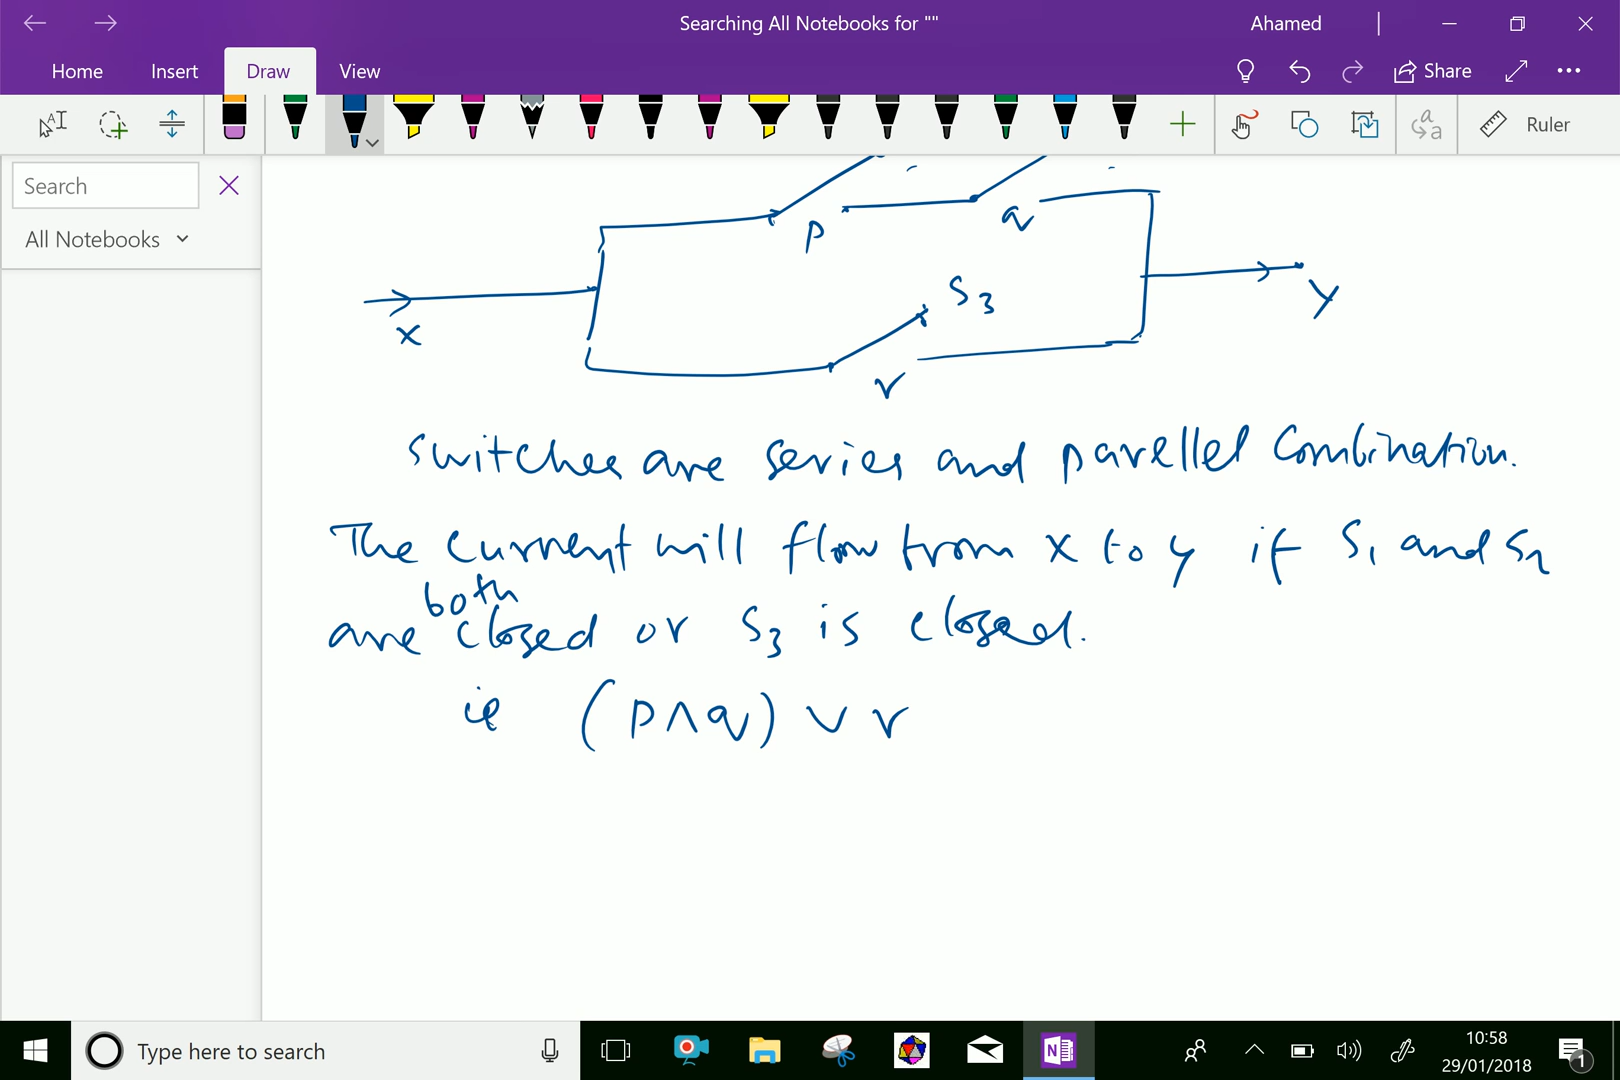 Searching All Notebooks for ""
Ahamed
Home Insert Draw View
Share
Ruler
Search
All Notebooks
p q
S3
x y
r
switches are series and parellel Combination.
The current will flow from x to y if S1 and S2
both
are closed or S3 is closed.
ie (p∧q)∨r
Type here to search
10:58
29/01/2018
1